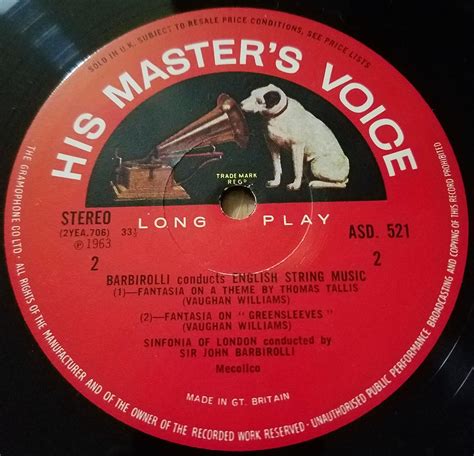 SOLD IN U.K. SUBJECT TO RESALE PRICE CONDITIONS, SEE PRICE LISTS
HIS MASTER'S VOICE
TRADE MARK
REGD
LONG PLAY
STEREO
(2YEA.706) 33⅓
Ⓟ 1963
2
ASD. 521
2
BARBIROLLI conducts ENGLISH STRING MUSIC
(1)—FANTASIA ON A THEME BY THOMAS TALLIS
(VAUGHAN WILLIAMS)
(2)—FANTASIA ON "GREENSLEEVES"
(VAUGHAN WILLIAMS)
SINFONIA OF LONDON conducted by
SIR JOHN BARBIROLLI
Mecolico
MADE IN GT. BRITAIN
THE GRAMOPHONE CO LTD · ALL RIGHTS OF THE MANUFACTURER AND OF THE OWNER OF THE RECORDED WORK RESERVED · UNAUTHORISED PUBLIC PERFORMANCE BROADCASTING AND COPYING OF THIS RECORD PROHIBITED